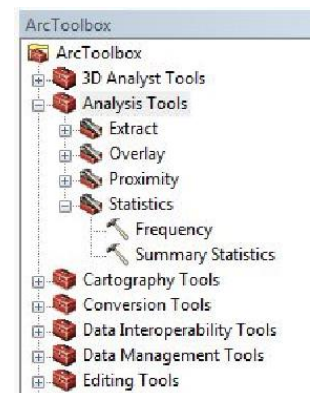 ArcToolbox
ArcToolbox
3D Analyst Tools
Analysis Tools
Extract
Overlay
Proximity
Statistics
Frequency
Summary Statistics
Cartography Tools
Conversion Tools
Data Interoperability Tools
Data Management Tools
Editing Tools